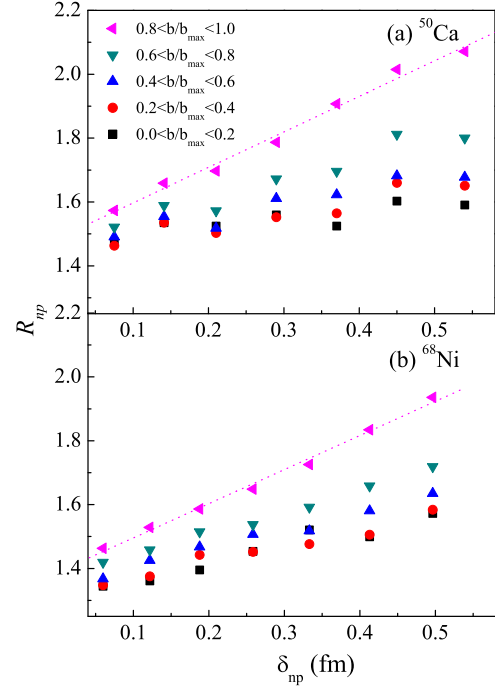 2.2
(a) ⁵⁰Ca
0.8<b/b_max<1.0
0.6<b/b_max<0.8
0.4<b/b_max<0.6
0.2<b/b_max<0.4
0.0<b/b_max<0.2
2.0
1.8
1.6
1.4
2.2
0.1 0.2 0.3 0.4 0.5
R_np
(b) ⁶⁸Ni
2.0
1.8
1.6
1.4
0.1 0.2 0.3 0.4 0.5
δ_np (fm)